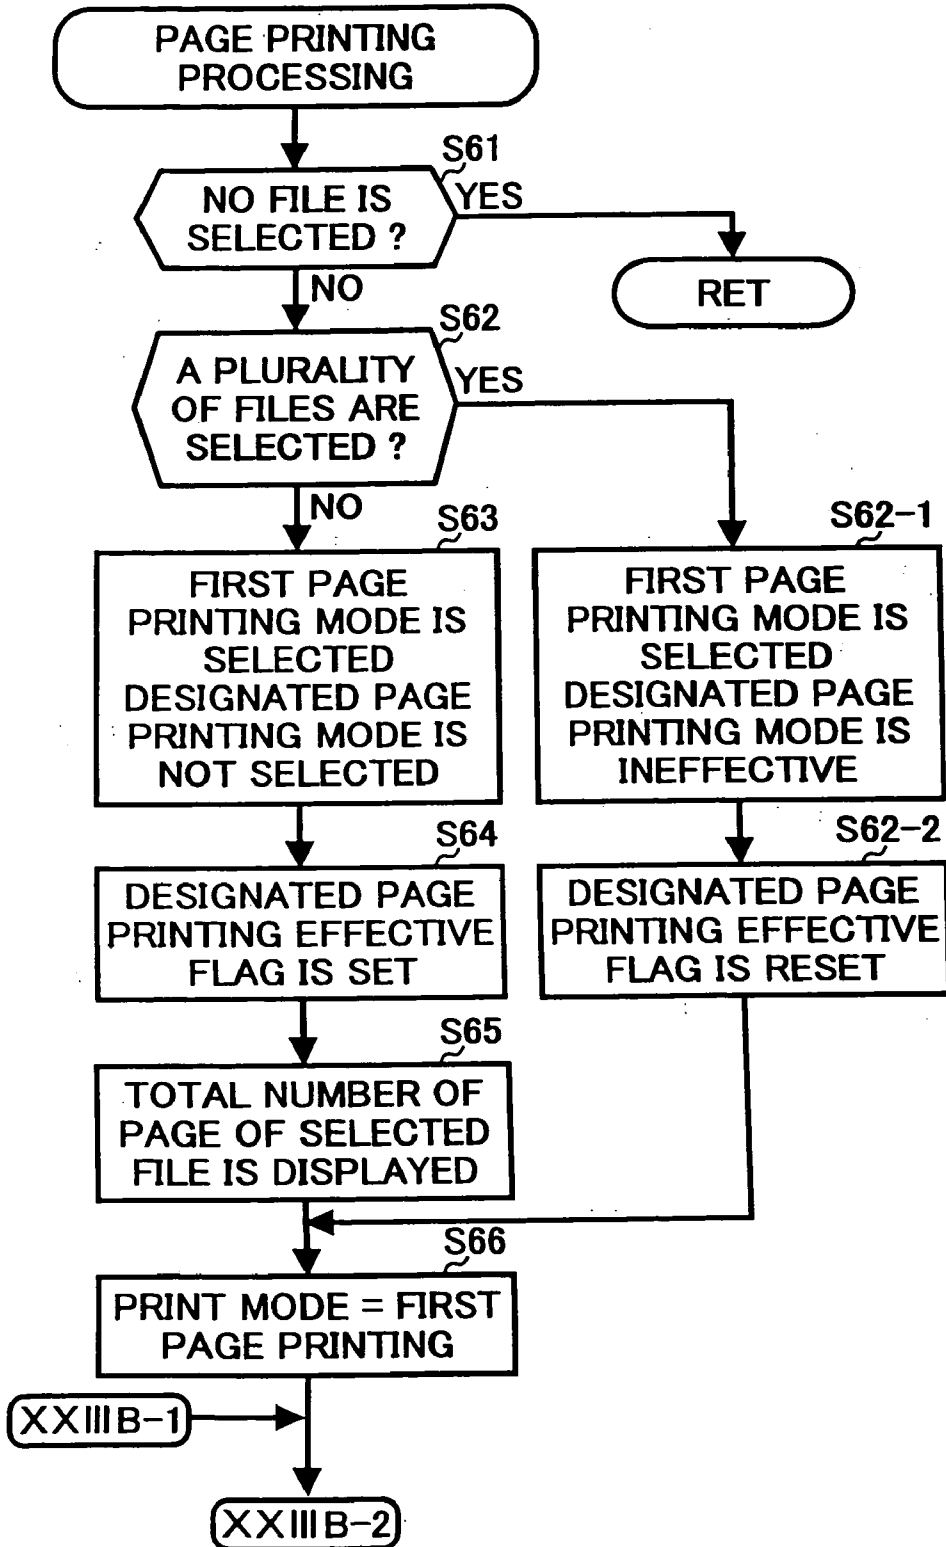 PAGE PRINTING
PROCESSING
S61
NO FILE IS
SELECTED ?
YES
RET
NO
S62
A PLURALITY
OF FILES ARE
SELECTED ?
YES
NO
S63
FIRST PAGE
PRINTING MODE IS
SELECTED
DESIGNATED PAGE
PRINTING MODE IS
NOT SELECTED
S62-1
FIRST PAGE
PRINTING MODE IS
SELECTED
DESIGNATED PAGE
PRINTING MODE IS
INEFFECTIVE
S64
DESIGNATED PAGE
PRINTING EFFECTIVE
FLAG IS SET
S62-2
DESIGNATED PAGE
PRINTING EFFECTIVE
FLAG IS RESET
S65
TOTAL NUMBER OF
PAGE OF SELECTED
FILE IS DISPLAYED
S66
PRINT MODE = FIRST
PAGE PRINTING
XXIIIB-1
XXIIIB-2